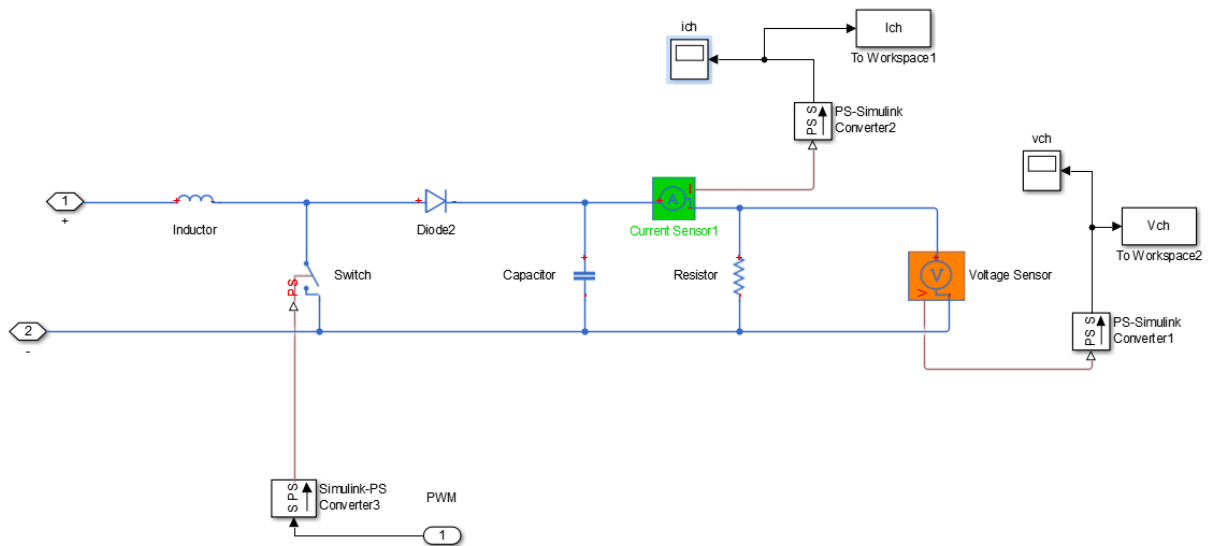 ich
Ich
To Workspace1
PS S
PS-Simulink
Converter2
vch
Vch
To Workspace2
1
+
Inductor
+
-
Diode2
+
-
Current Sensor1
+
A
I
-
Switch
PS
Capacitor
+
-
Resistor
+
-
Voltage Sensor
+
V
V
-
PS S
PS-Simulink
Converter1
2
-
S PS
Simulink-PS
Converter3
PWM
1